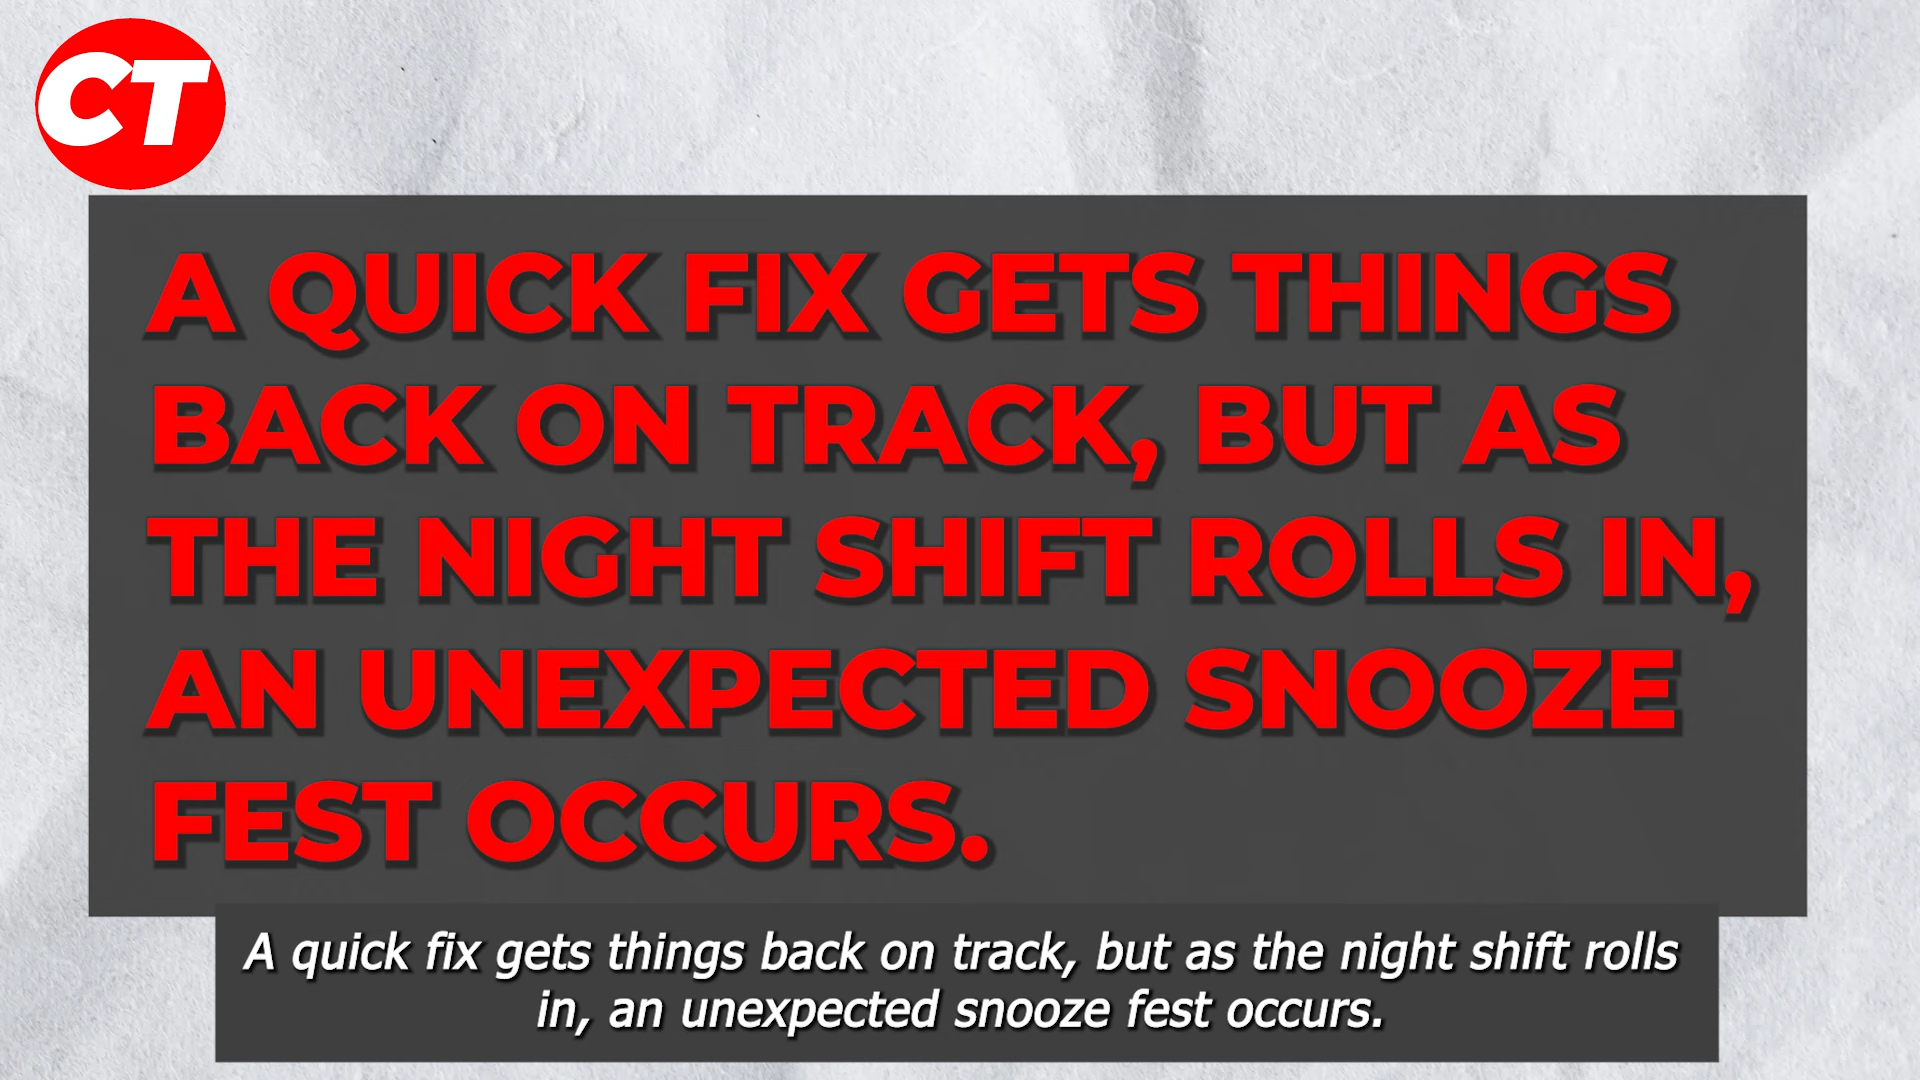 CT
A QUICK FIX GETS THINGS
BACK ON TRACK, BUT AS
THE NIGHT SHIFT ROLLS IN,
AN UNEXPECTED SNOOZE
FEST OCCURS.
A quick fix gets things back on track, but as the night shift rolls
in, an unexpected snooze fest occurs.